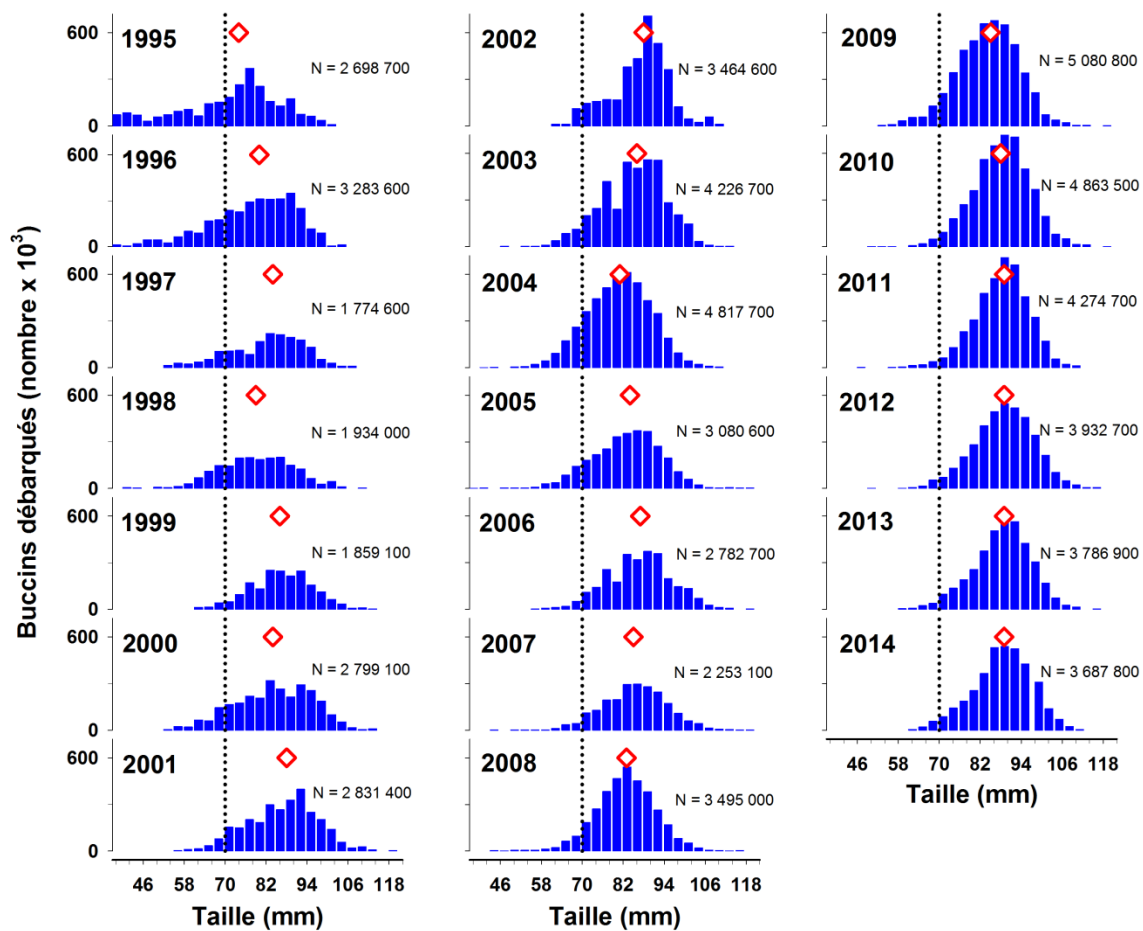 Buccins débarqués (nombre x 10³)
600
0
1995
N = 2 698 700
600
0
1996
N = 3 283 600
600
0
1997
N = 1 774 600
600
0
1998
N = 1 934 000
600
0
1999
N = 1 859 100
600
0
2000
N = 2 799 100
600
0
2001
N = 2 831 400
46 58 70 82 94 106 118
Taille (mm)
2002
N = 3 464 600
2003
N = 4 226 700
2004
N = 4 817 700
2005
N = 3 080 600
2006
N = 2 782 700
2007
N = 2 253 100
2008
N = 3 495 000
46 58 70 82 94 106 118
Taille (mm)
2009
N = 5 080 800
2010
N = 4 863 500
2011
N = 4 274 700
2012
N = 3 932 700
2013
N = 3 786 900
2014
N = 3 687 800
46 58 70 82 94 106 118
Taille (mm)